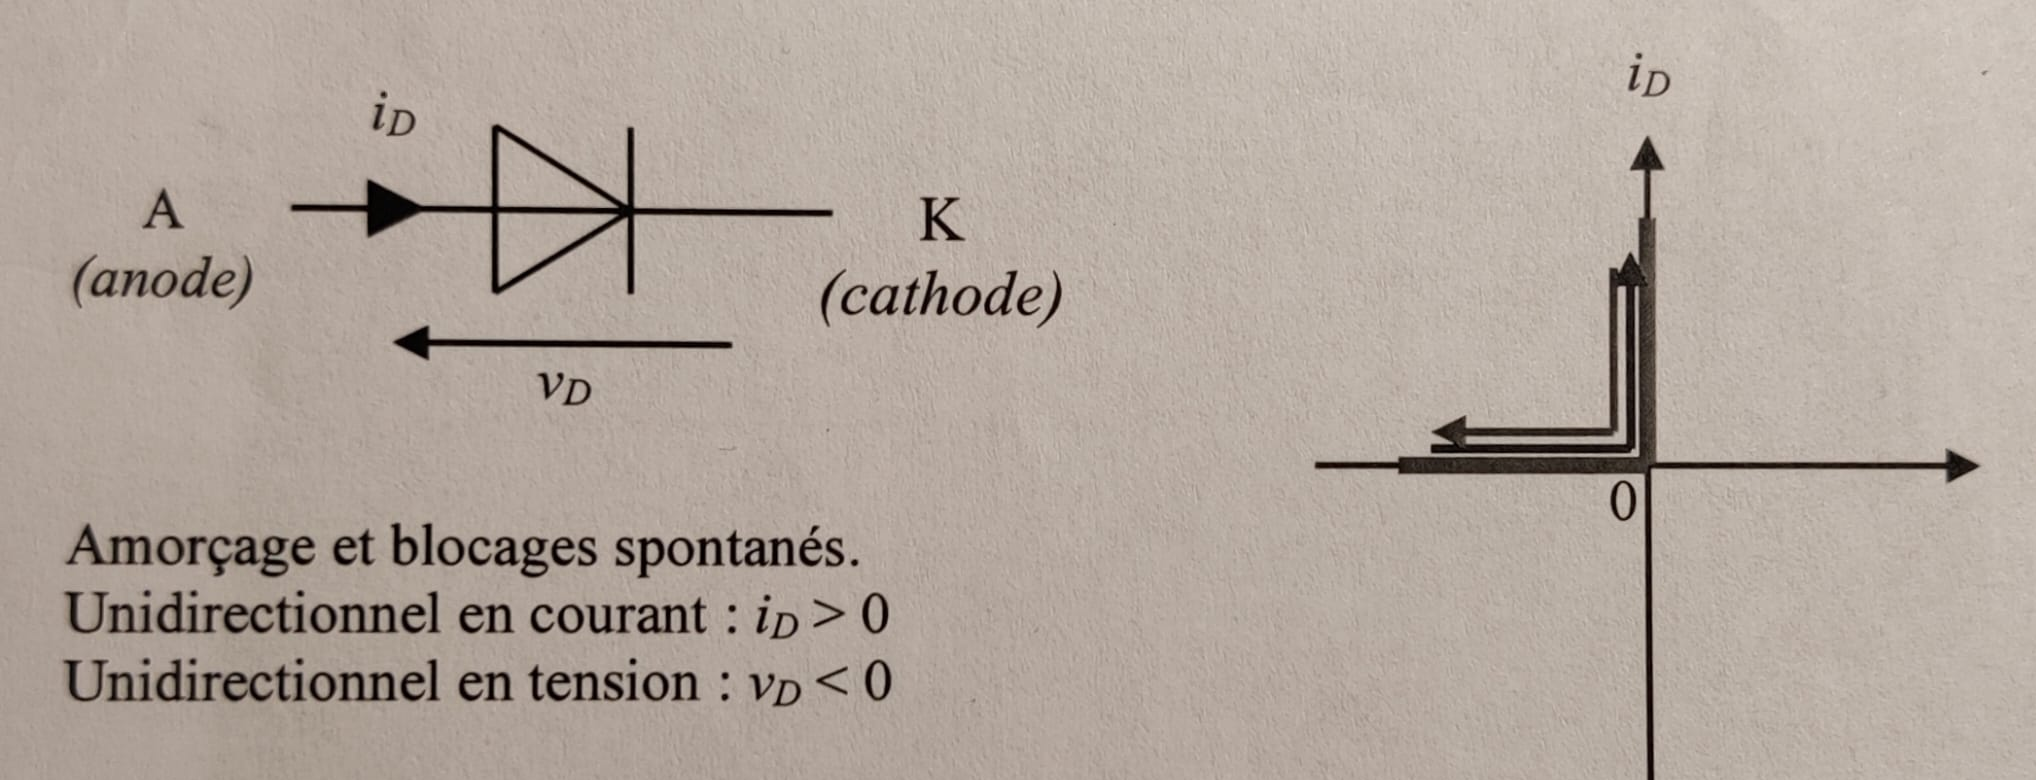 i_D
A
(anode)
K
(cathode)
v_D
Amorçage et blocages spontanés.
Unidirectionnel en courant : i_D > 0
Unidirectionnel en tension : v_D < 0
i_D
0